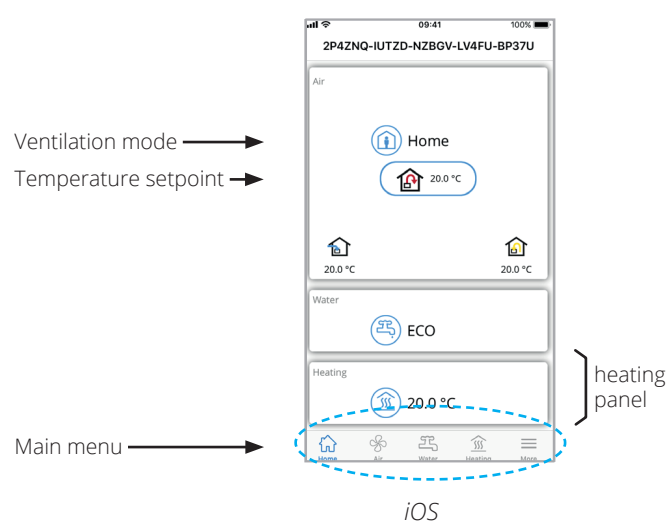 09:41
100%
2P4ZNQ-IUTZD-NZBGV-LV4FU-BP37U
Air
Ventilation mode
Home
Temperature setpoint
20.0 °C
20.0 °C
20.0 °C
Water
ECO
Heating
20.0 °C
heating
panel
Main menu
Home
Air
Water
Heating
More
iOS